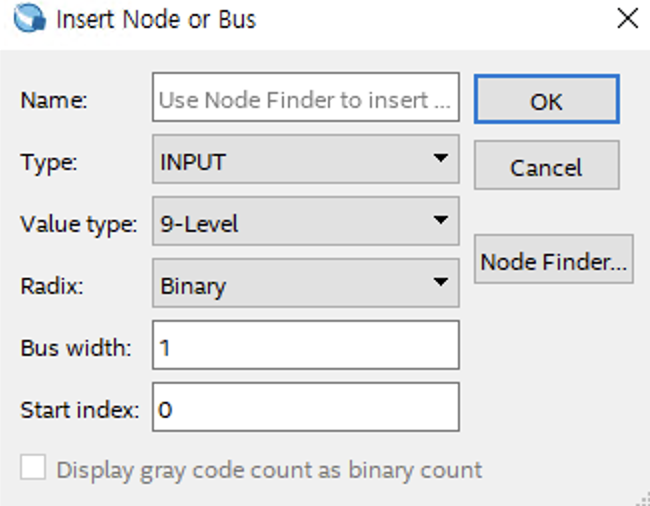 Insert Node or Bus
Name: Use Node Finder to insert ... OK
Type: INPUT Cancel
Value type: 9-Level
Node Finder...
Radix: Binary
Bus width: 1
Start index: 0
Display gray code count as binary count